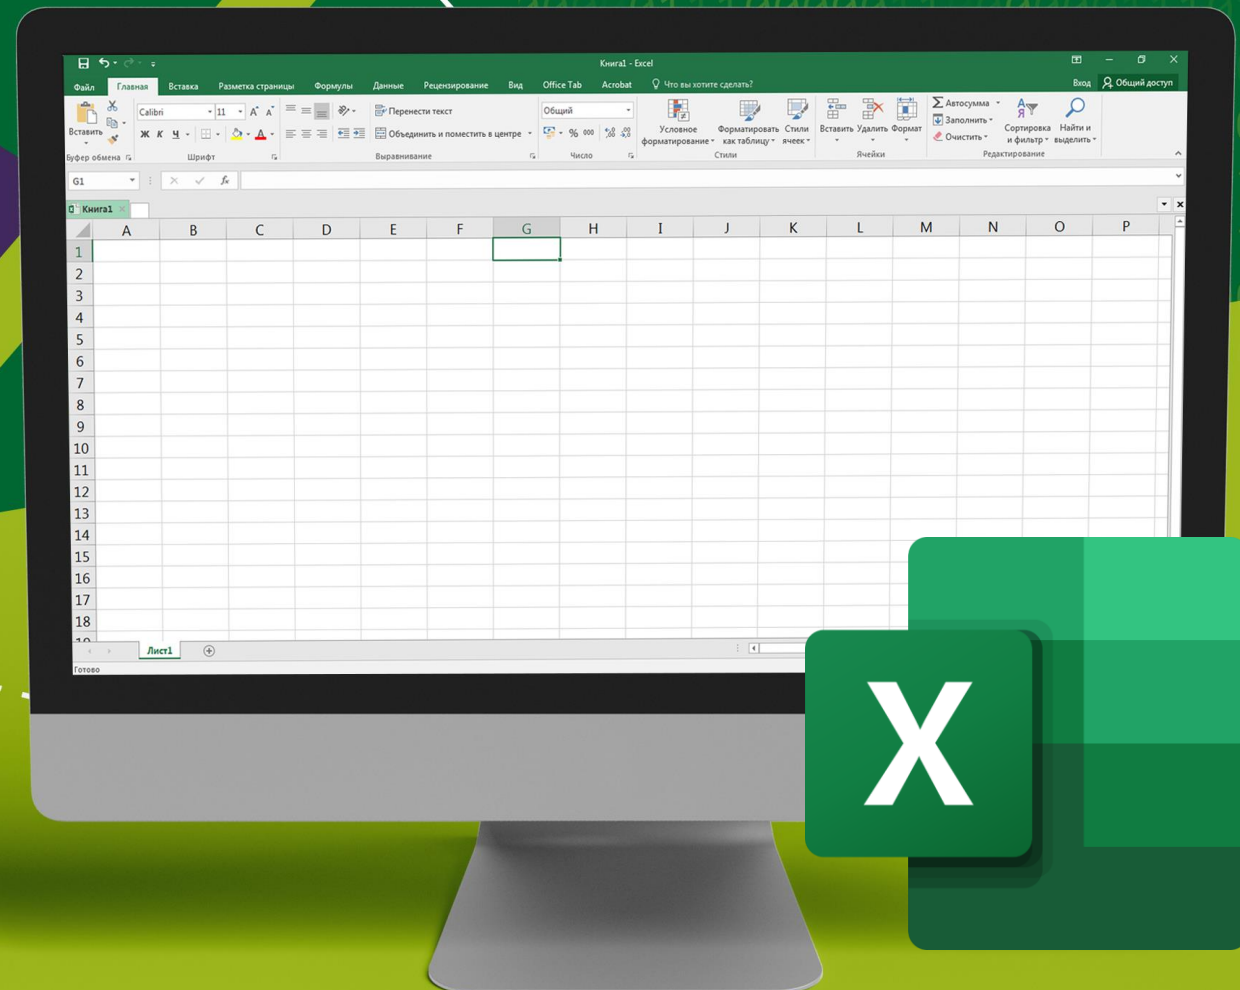 Книга1 - Excel
Файл Главная Вставка Разметка страницы Формулы Данные Рецензирование Вид Office Tab Acrobat Что вы хотите сделать? Вход Общий доступ
Вставить
Буфер обмена
Calibri 11 A A
Ж К Ч A
Шрифт
Перенести текст
Объединить и поместить в центре
Выравнивание
Общий
% 000
Число
Условное форматирование
Форматировать как таблицу
Стили ячеек
Стили
Вставить Удалить Формат
Ячейки
Автосумма
Заполнить
Очистить
Сортировка и фильтр
Найти и выделить
Редактирование
G1 fx
Книга1
A B C D E F G H I J K L M N O P
1
2
3
4
5
6
7
8
9
10
11
12
13
14
15
16
17
18
Лист1
Готово
X